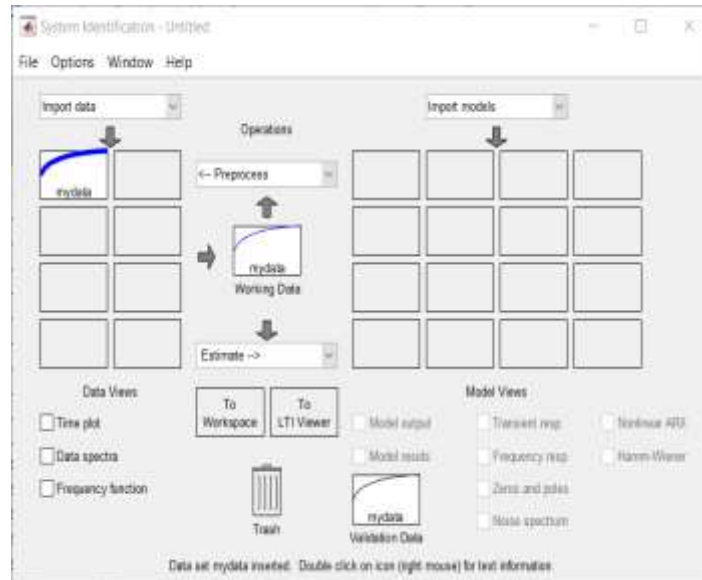 System Identification - Untitled
File Options Window Help
Import data
Import models
Operations
<-- Preprocess
mydata
mydata
Working Data
Estimate -->
Data Views
To
Workspace
To
LTI Viewer
Model Views
Time plot
Data spectra
Frequency function
Model output
Transient resp
Nonlinear ARX
Model resids
Frequency resp
Hamm-Wiener
Zeros and poles
Noise spectrum
Trash
mydata
Validation Data
Data set mydata inserted. Double click on icon (right mouse) for text information.